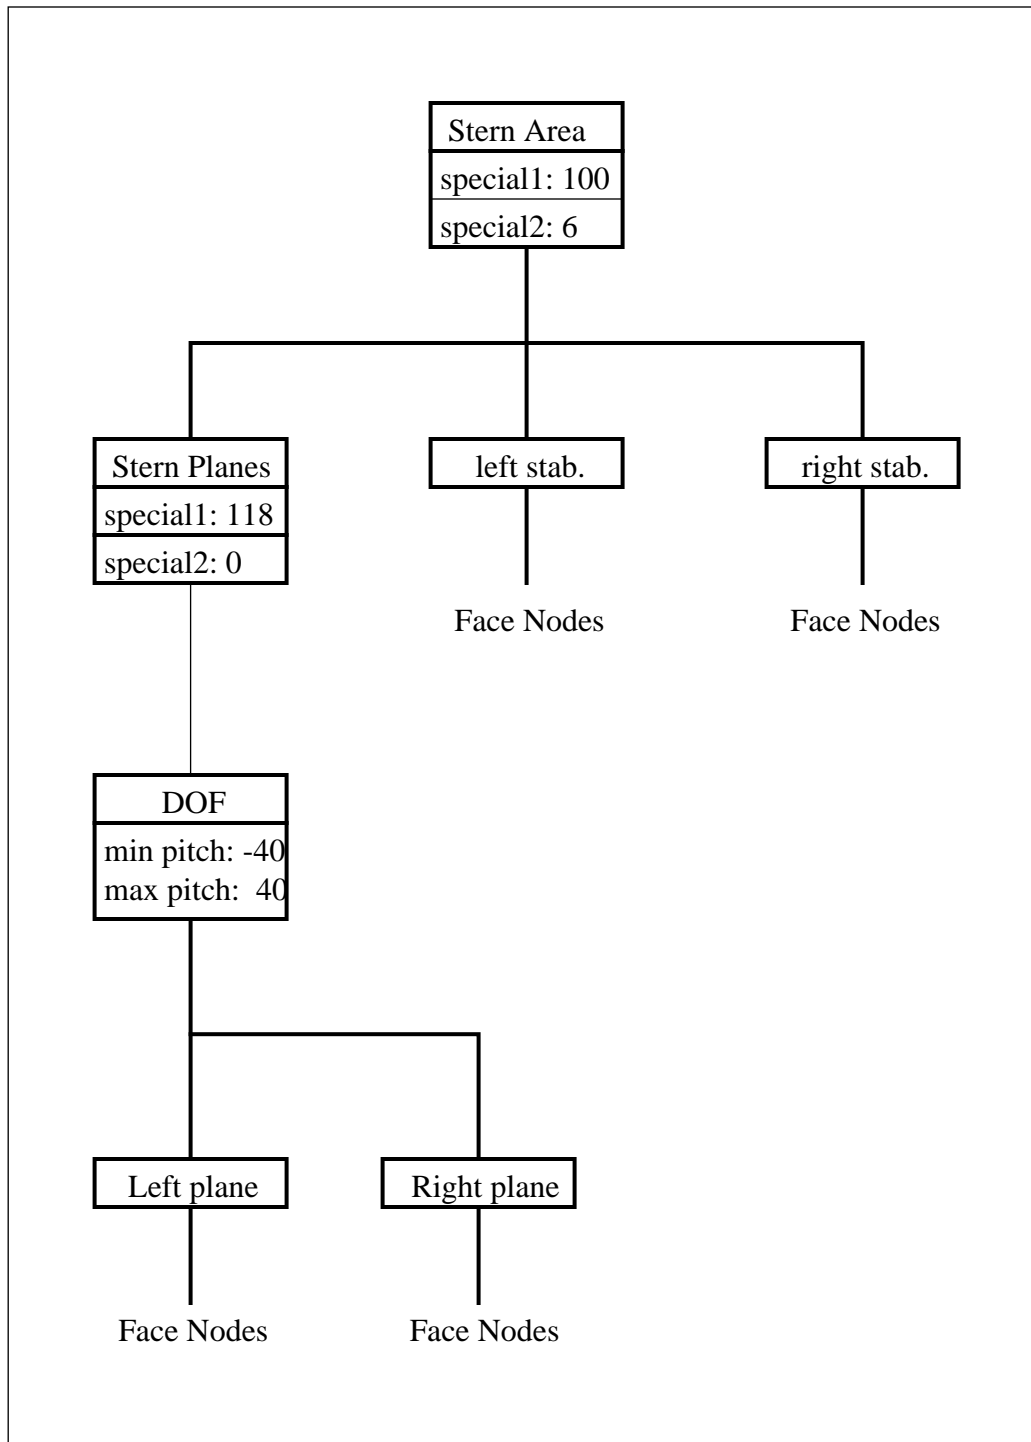 Stern Area
special1: 100
special2: 6
Stern Planes
special1: 118
special2: 0
left stab.
right stab.
Face Nodes
Face Nodes
DOF
min pitch: -40
max pitch: 40
Left plane
Right plane
Face Nodes
Face Nodes